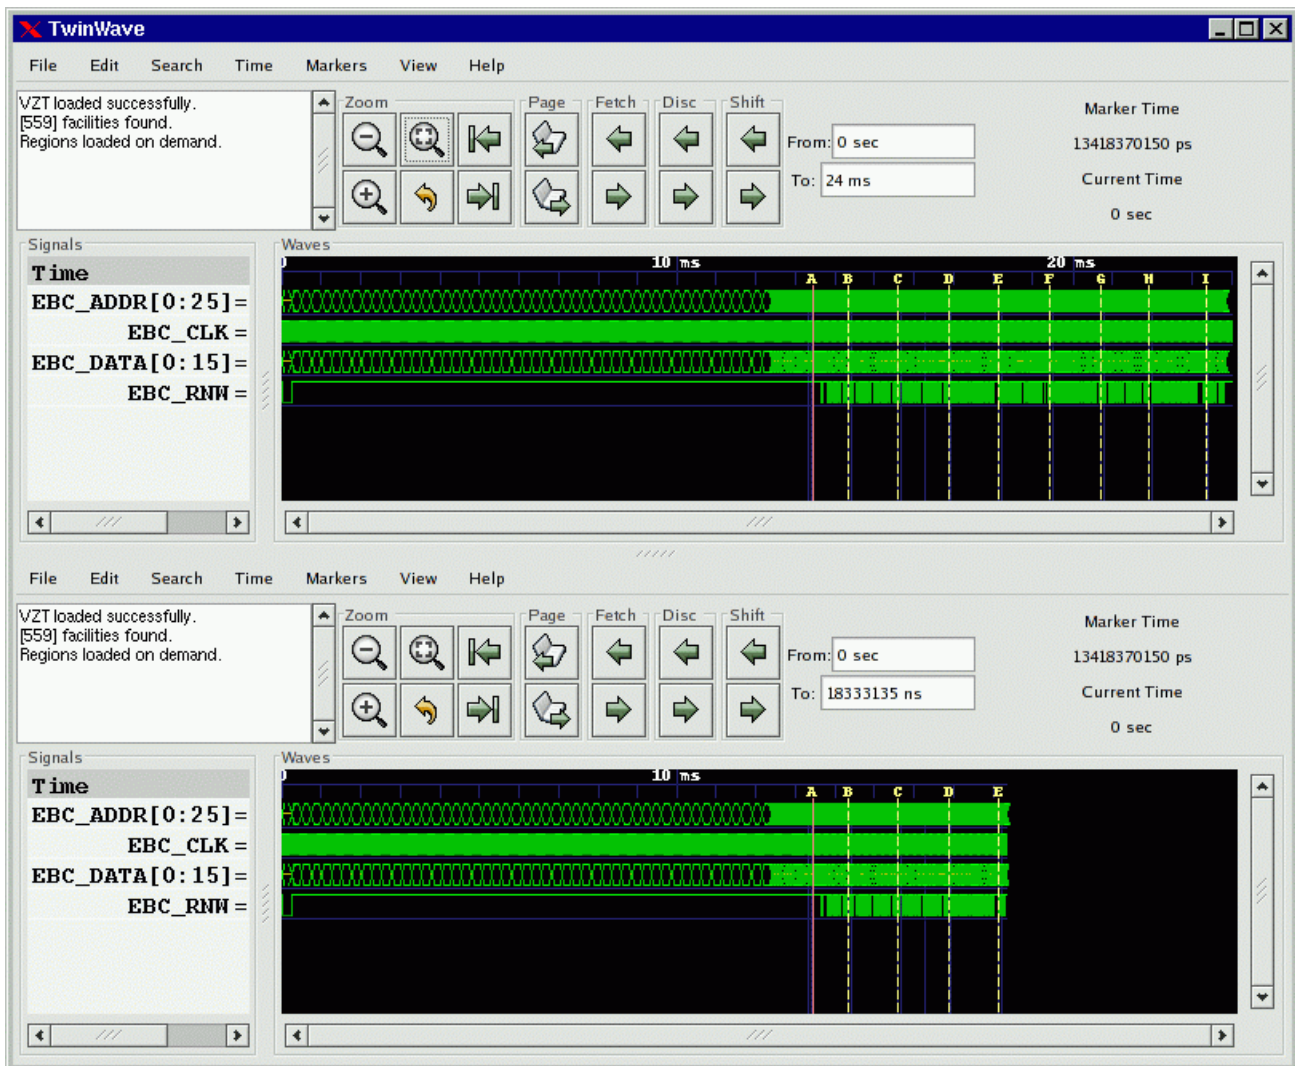 TwinWave
File Edit Search Time Markers View Help
VZT loaded successfully.
[559] facilities found.
Regions loaded on demand.
Zoom Page Fetch Disc Shift
From: 0 sec
To: 24 ms
Marker Time
13418370150 ps
Current Time
0 sec
Signals
Time
EBC_ADDR[0:25]=
EBC_CLK =
EBC_DATA[0:15]=
EBC_RNW =
Waves
10 ms 20 ms
A B C D E F G H I
File Edit Search Time Markers View Help
VZT loaded successfully.
[559] facilities found.
Regions loaded on demand.
Zoom Page Fetch Disc Shift
From: 0 sec
To: 18333135 ns
Marker Time
13418370150 ps
Current Time
0 sec
Signals
Time
EBC_ADDR[0:25]=
EBC_CLK =
EBC_DATA[0:15]=
EBC_RNW =
Waves
10 ms
A B C D E